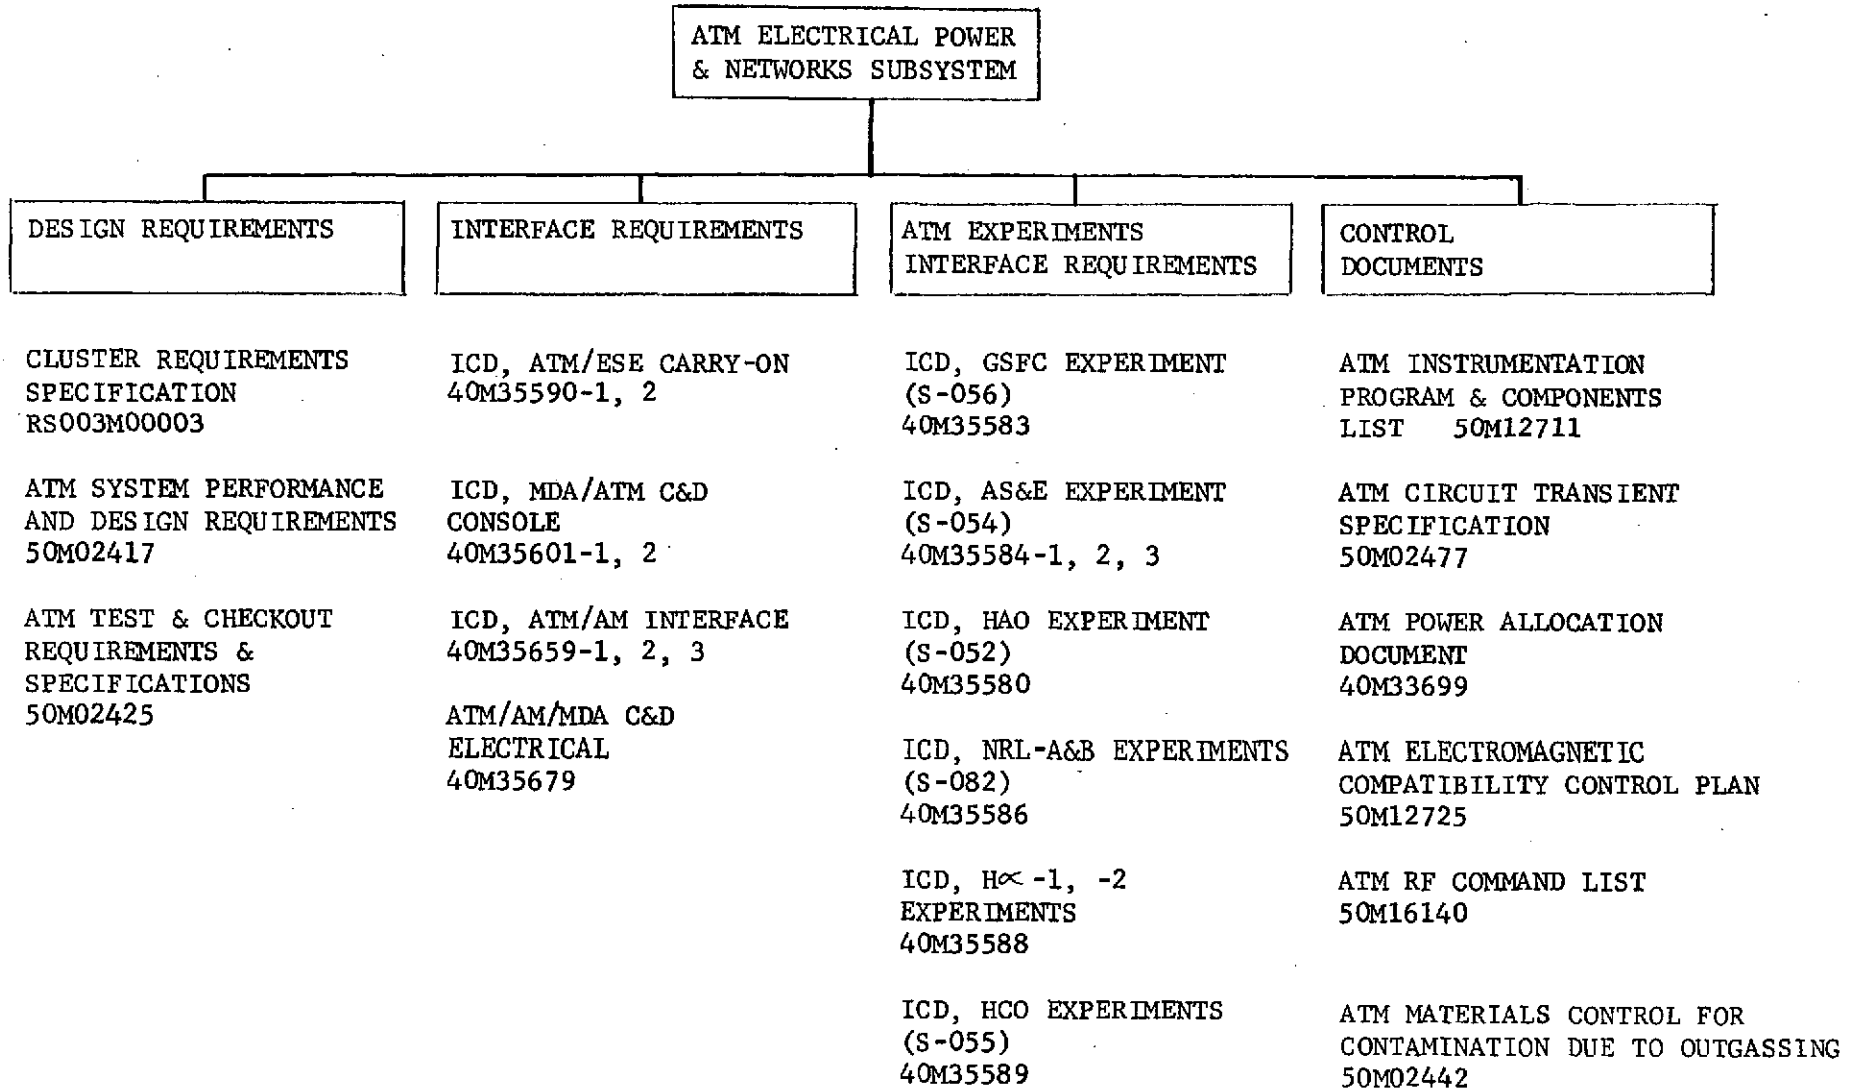 ATM ELECTRICAL POWER
& NETWORKS SUBSYSTEM
DESIGN REQUIREMENTS
INTERFACE REQUIREMENTS
ATM EXPERIMENTS
INTERFACE REQUIREMENTS
CONTROL
DOCUMENTS
CLUSTER REQUIREMENTS
SPECIFICATION
RS003M00003
ATM SYSTEM PERFORMANCE
AND DESIGN REQUIREMENTS
50M02417
ATM TEST & CHECKOUT
REQUIREMENTS &
SPECIFICATIONS
50M02425
ICD, ATM/ESE CARRY-ON
40M35590-1, 2
ICD, MDA/ATM C&D
CONSOLE
40M35601-1, 2
ICD, ATM/AM INTERFACE
40M35659-1, 2, 3
ATM/AM/MDA C&D
ELECTRICAL
40M35679
ICD, GSFC EXPERIMENT
(S-056)
40M35583
ICD, AS&E EXPERIMENT
(S-054)
40M35584-1, 2, 3
ICD, HAO EXPERIMENT
(S-052)
40M35580
ICD, NRL-A&B EXPERIMENTS
(S-082)
40M35586
ICD, H∝ -1, -2
EXPERIMENTS
40M35588
ICD, HCO EXPERIMENTS
(S-055)
40M35589
ATM INSTRUMENTATION
PROGRAM & COMPONENTS
LIST 50M12711
ATM CIRCUIT TRANSIENT
SPECIFICATION
50M02477
ATM POWER ALLOCATION
DOCUMENT
40M33699
ATM ELECTROMAGNETIC
COMPATIBILITY CONTROL PLAN
50M12725
ATM RF COMMAND LIST
50M16140
ATM MATERIALS CONTROL FOR
CONTAMINATION DUE TO OUTGASSING
50M02442